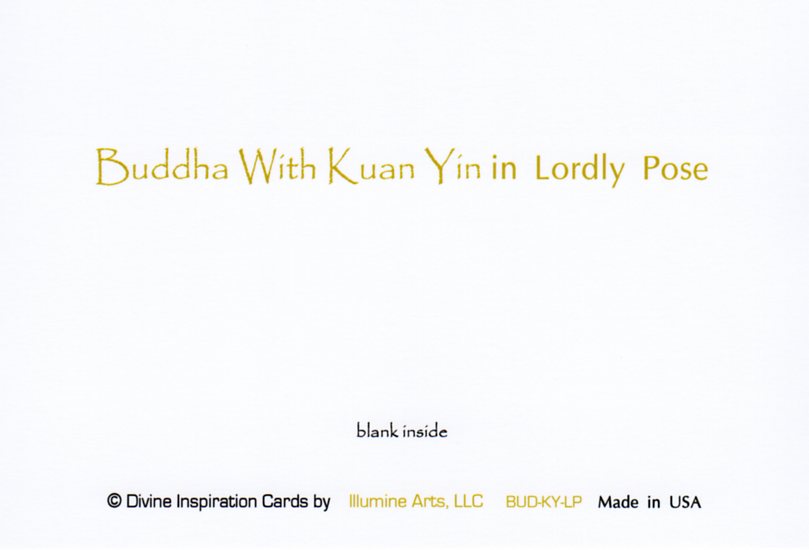 Buddha With Kuan Yin in Lordly Pose
blank inside
© Divine Inspiration Cards by Illumine Arts, LLC BUD-KY-LP Made in USA